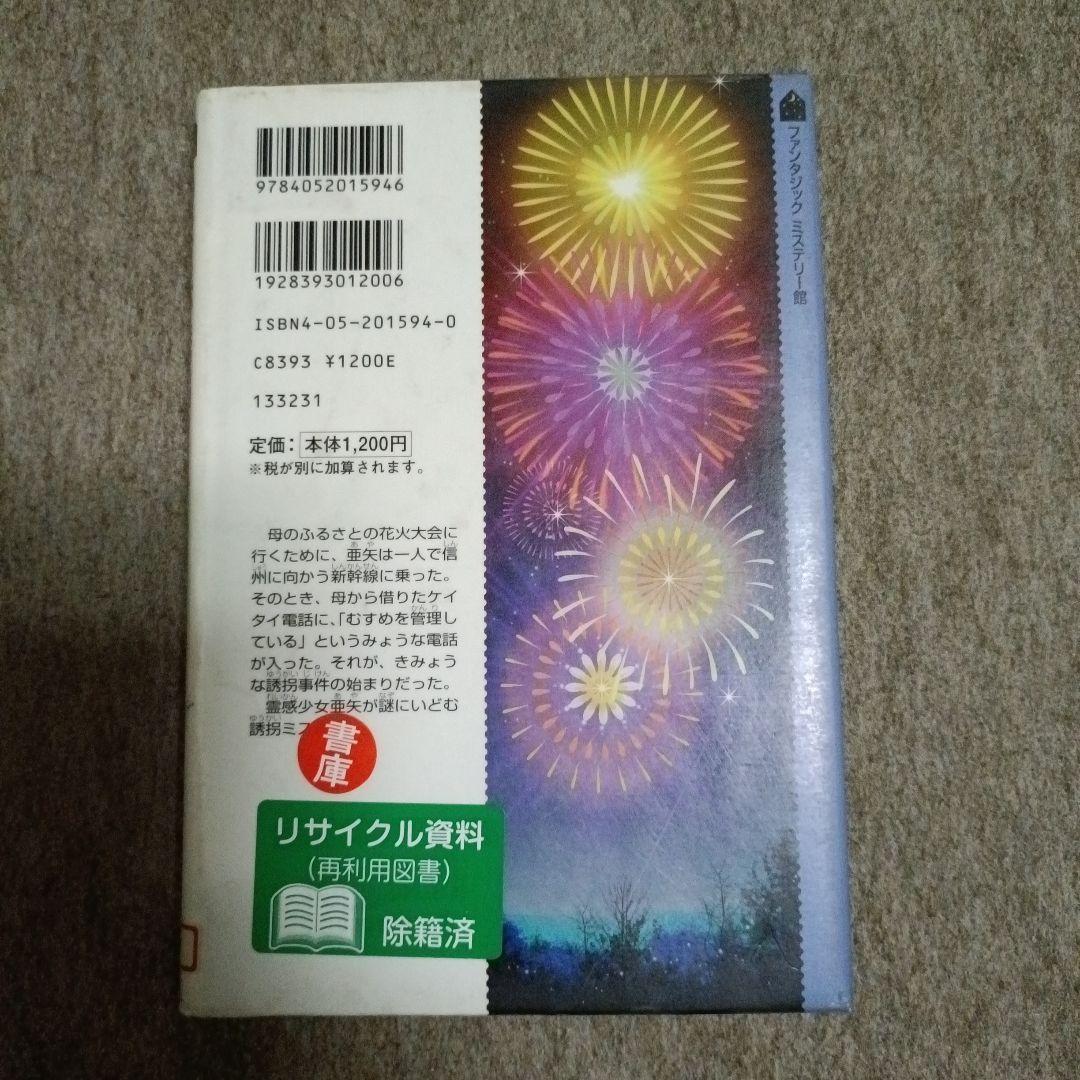 9784052015946
1928393012006
ISBN4-05-201594-0
C8393 ¥1200E
133231
定価：本体1,200円
※税が別に加算されます。
母のふるさとの花火大会に
行くために、亜矢は一人で信
州に向かう新幹線に乗った。
そのとき、母から借りたケイ
タイ電話に、「むすめを管理し
ている」というみょうな電話
が入った。それが、きみょう
な誘拐事件の始まりだった。
霊感少女亜矢が謎にいどむ
誘拐ミス
書庫
リサイクル資料
(再利用図書)
除籍済
ファンタジック ミステリー館